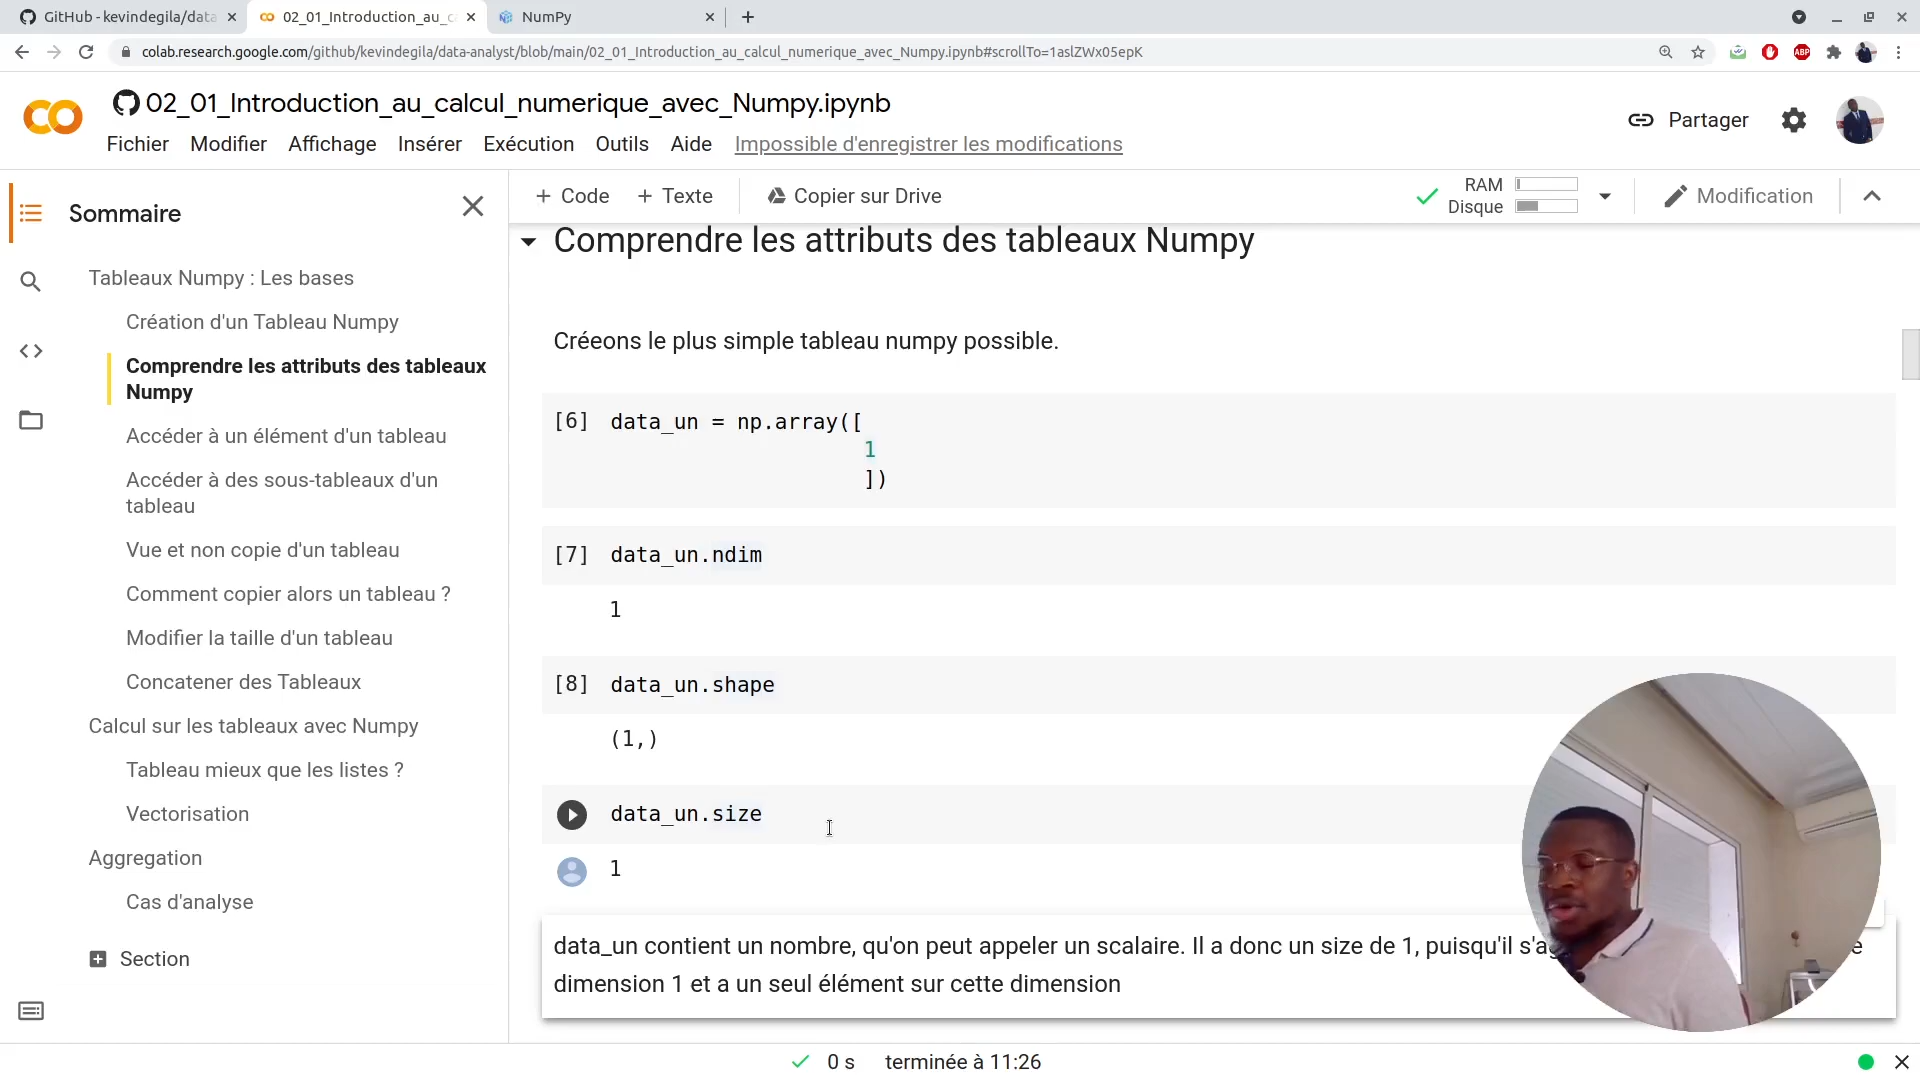 GitHub - kevindegila/data
02_01_Introduction_au_c
NumPy
colab.research.google.com/github/kevindegila/data-analyst/blob/main/02_01_Introduction_au_calcul_numerique_avec_Numpy.ipynb#scrollTo=1aslZWx05epK
ABP
02_01_Introduction_au_calcul_numerique_avec_Numpy.ipynb
Fichier Modifier Affichage Insérer Exécution Outils Aide Impossible d'enregistrer les modifications
Partager
Sommaire
+ Code + Texte Copier sur Drive
RAM
Disque
Modification
Tableaux Numpy : Les bases
Création d'un Tableau Numpy
Comprendre les attributs des tableaux
Numpy
Accéder à un élément d'un tableau
Accéder à des sous-tableaux d'un
tableau
Vue et non copie d'un tableau
Comment copier alors un tableau ?
Modifier la taille d'un tableau
Concatener des Tableaux
Calcul sur les tableaux avec Numpy
Tableau mieux que les listes ?
Vectorisation
Aggregation
Cas d'analyse
Section
Comprendre les attributs des tableaux Numpy
Créeons le plus simple tableau numpy possible.
[6] data_un = np.array([
1
])
[7] data_un.ndim
1
[8] data_un.shape
(1,)
data_un.size
1
data_un contient un nombre, qu'on peut appeler un scalaire. Il a donc un size de 1, puisqu'il
dimension 1 et a un seul élément sur cette dimension
0 s terminée à 11:26